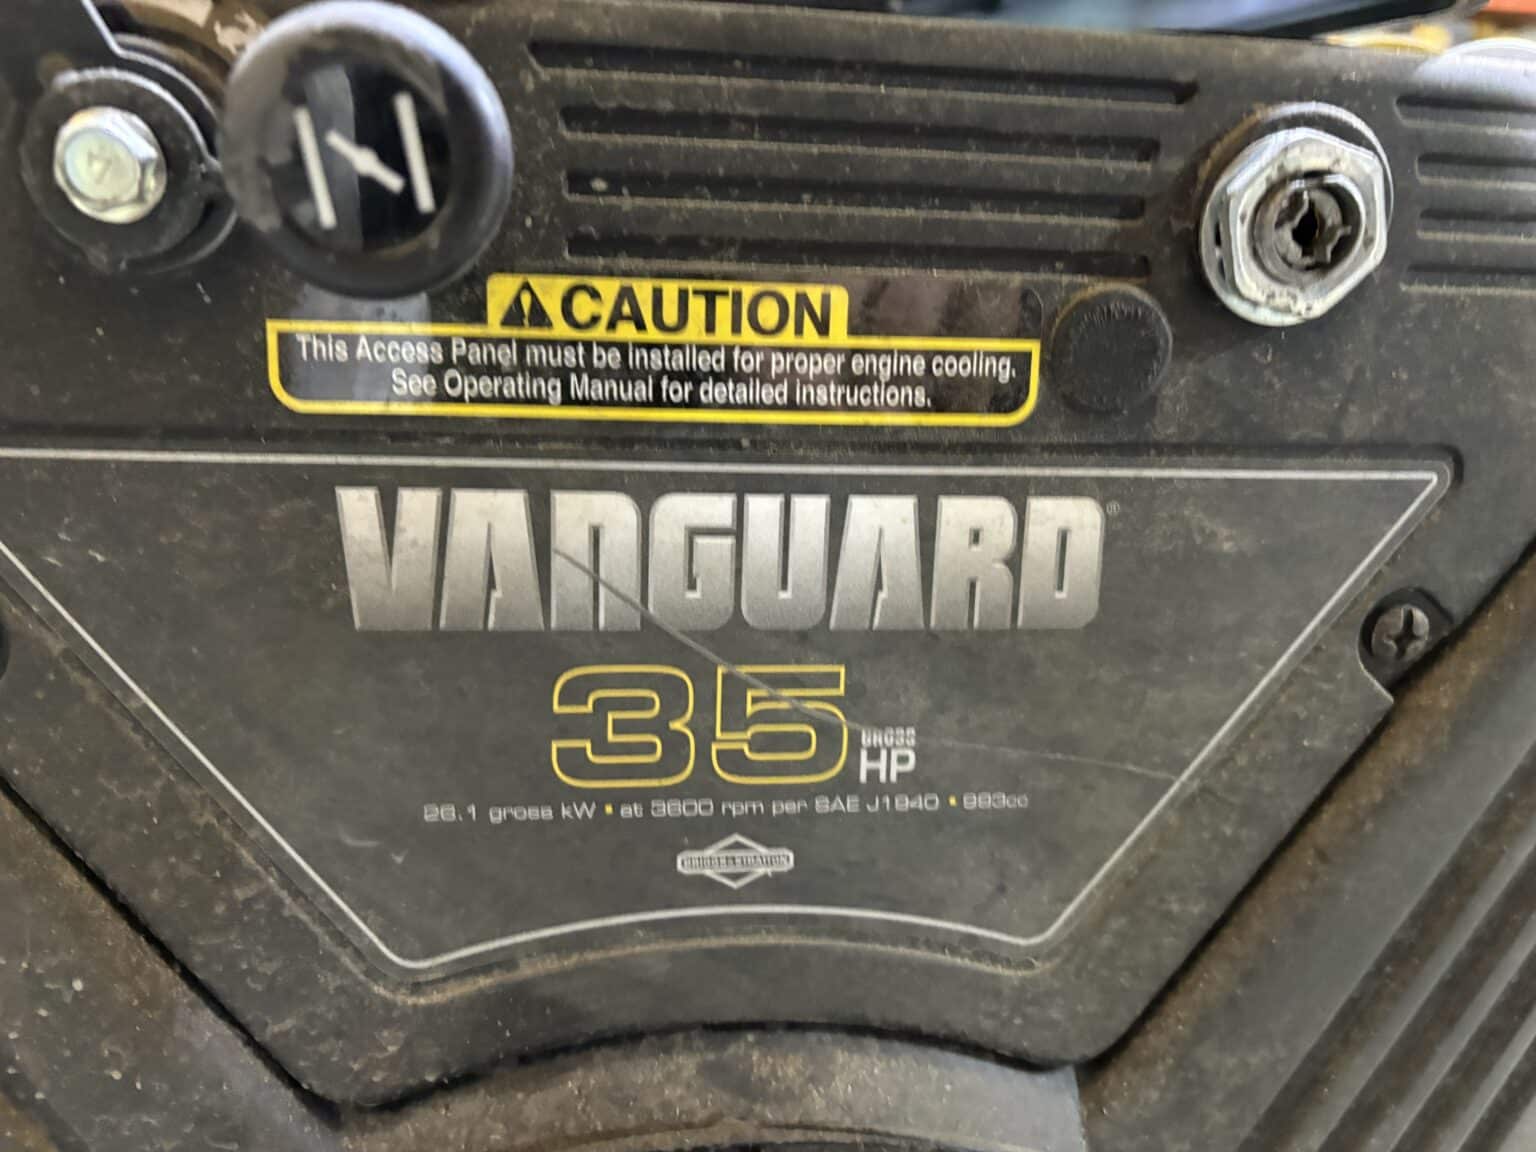 ⚠CAUTION
This Access Panel must be installed for proper engine cooling.
See Operating Manual for detailed instructions.
VANGUARD®
35
GROSS
HP
26.1 gross kW • at 3600 rpm per SAE J1940 • 993cc
BRIGGS & STRATTON